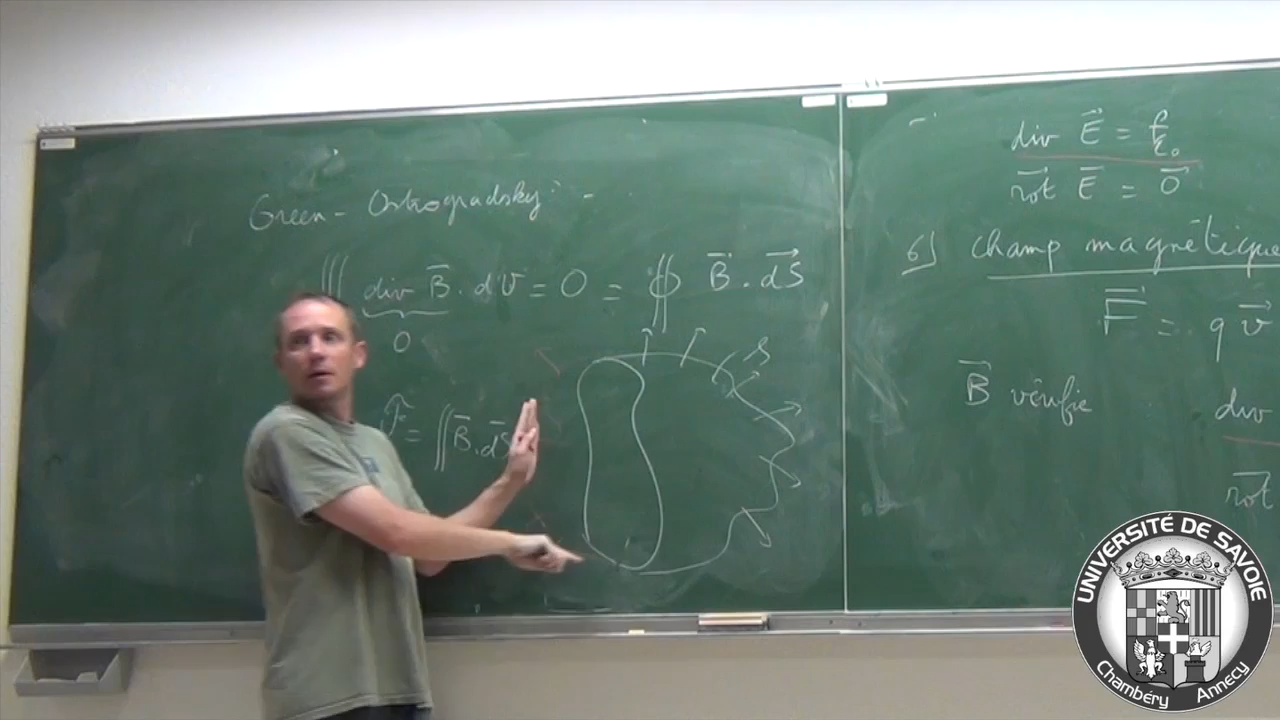 Green - Ostrogradsky -
∭ div B⃗ . dV = 0 = ∯ B⃗ . dS⃗
0
S
F = ∬ B⃗ . dS⃗
div E⃗ = ρ/ε₀
rot⃗ E⃗ = 0⃗
6) champ magnétique
F⃗ = q v⃗
B⃗ vérifie div
rot⃗
UNIVERSITÉ DE SAVOIE
Chambéry Annecy